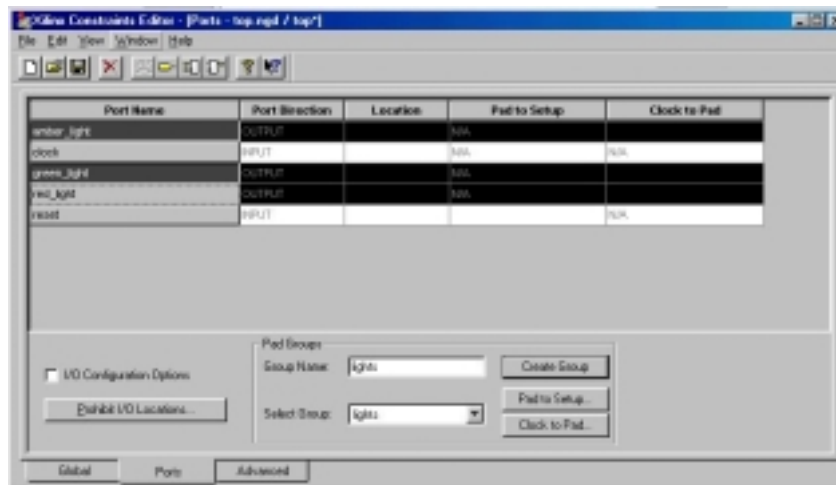 Xilinx Constraints Editor - [Ports - top.ngd / top*]
File Edit View Window Help
Port Name Port Direction Location Pad to Setup Clock to Pad
amber_light OUTPUT N/A
clock INPUT N/A N/A
green_light OUTPUT N/A
red_light OUTPUT N/A
reset INPUT N/A
Pad Groups
Group Name: lights Create Group
I/O Configuration Options
Pad to Setup...
Prohibit I/O Locations... Select Group: lights
Clock to Pad...
Global Ports Advanced